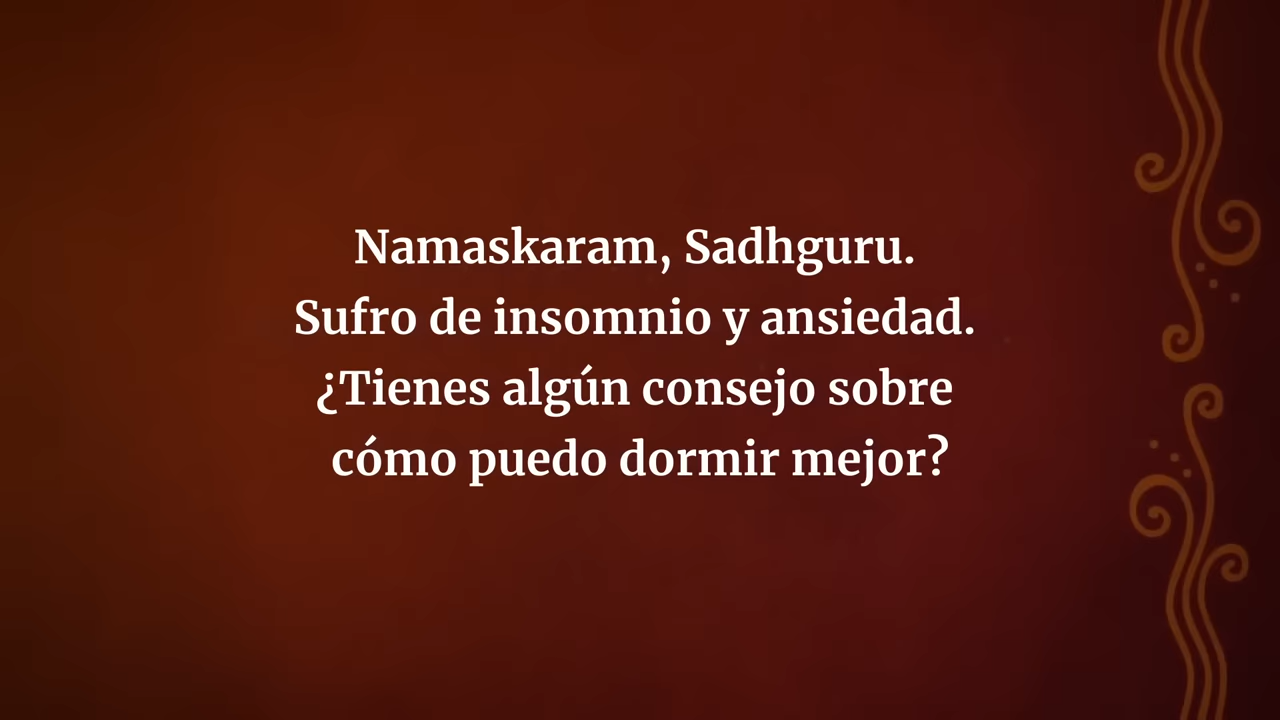 Namaskaram, Sadhguru.
Sufro de insomnio y ansiedad.
¿Tienes algún consejo sobre
cómo puedo dormir mejor?